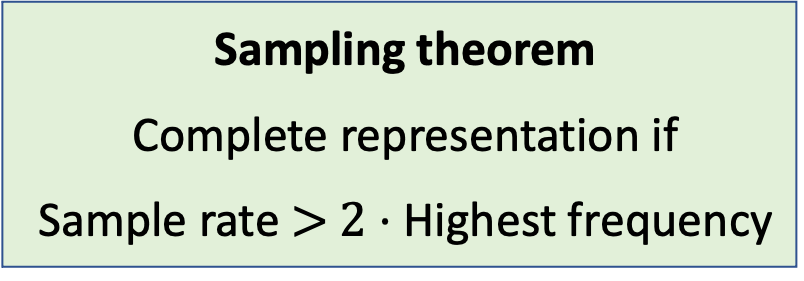 Sampling theorem
Complete representation if
Sample rate > 2 · Highest frequency